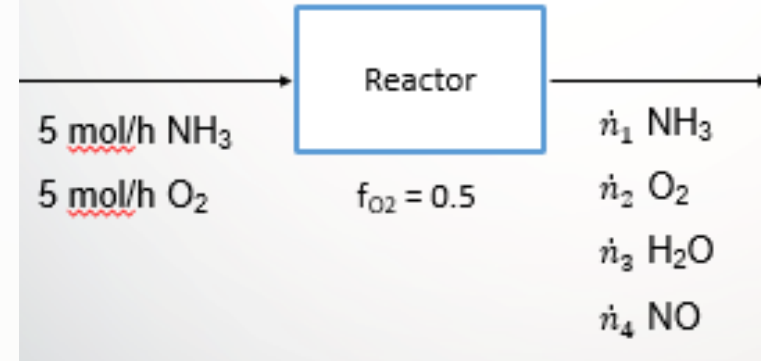 Reactor
5 mol/h NH₃
5 mol/h O₂
f_O2 = 0.5
ṅ₁ NH₃
ṅ₂ O₂
ṅ₃ H₂O
ṅ₄ NO